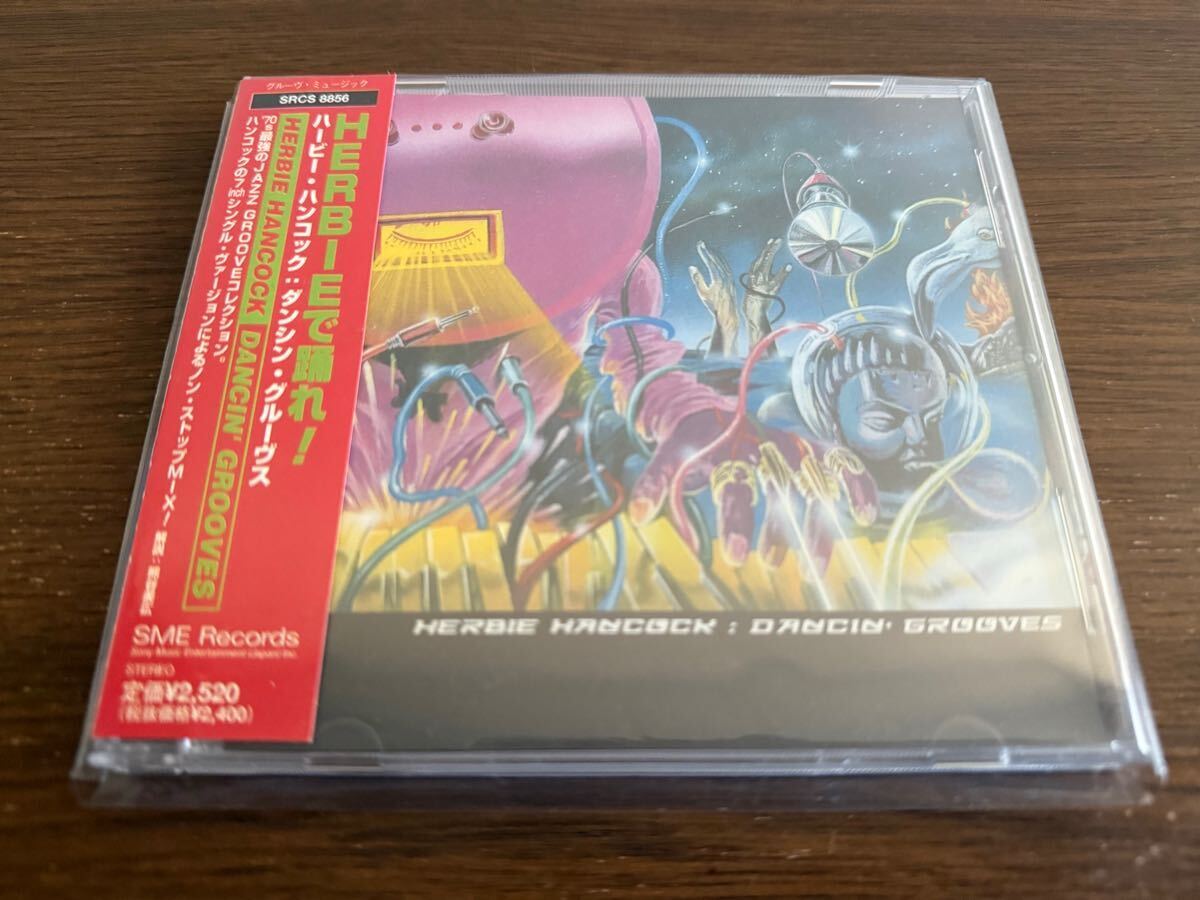 グルーヴ・ミュージック
SRCS 8856
HERBIEで踊れ!
ハービー・ハンコック:ダンシン・グルーヴス
HERBIE HANCOCK DANCIN' GROOVES
'70s最強のJAZZ GROOVEコレクション。
ハンコックの7inchシングル・ヴァージョンによるノン・ストップMIX!
SME Records
Sony Music Entertainment (Japan) Inc.
STEREO
定価¥2,520
(税抜価格¥2,400)
HERBIE HANCOCK : DANCIN' GROOVES